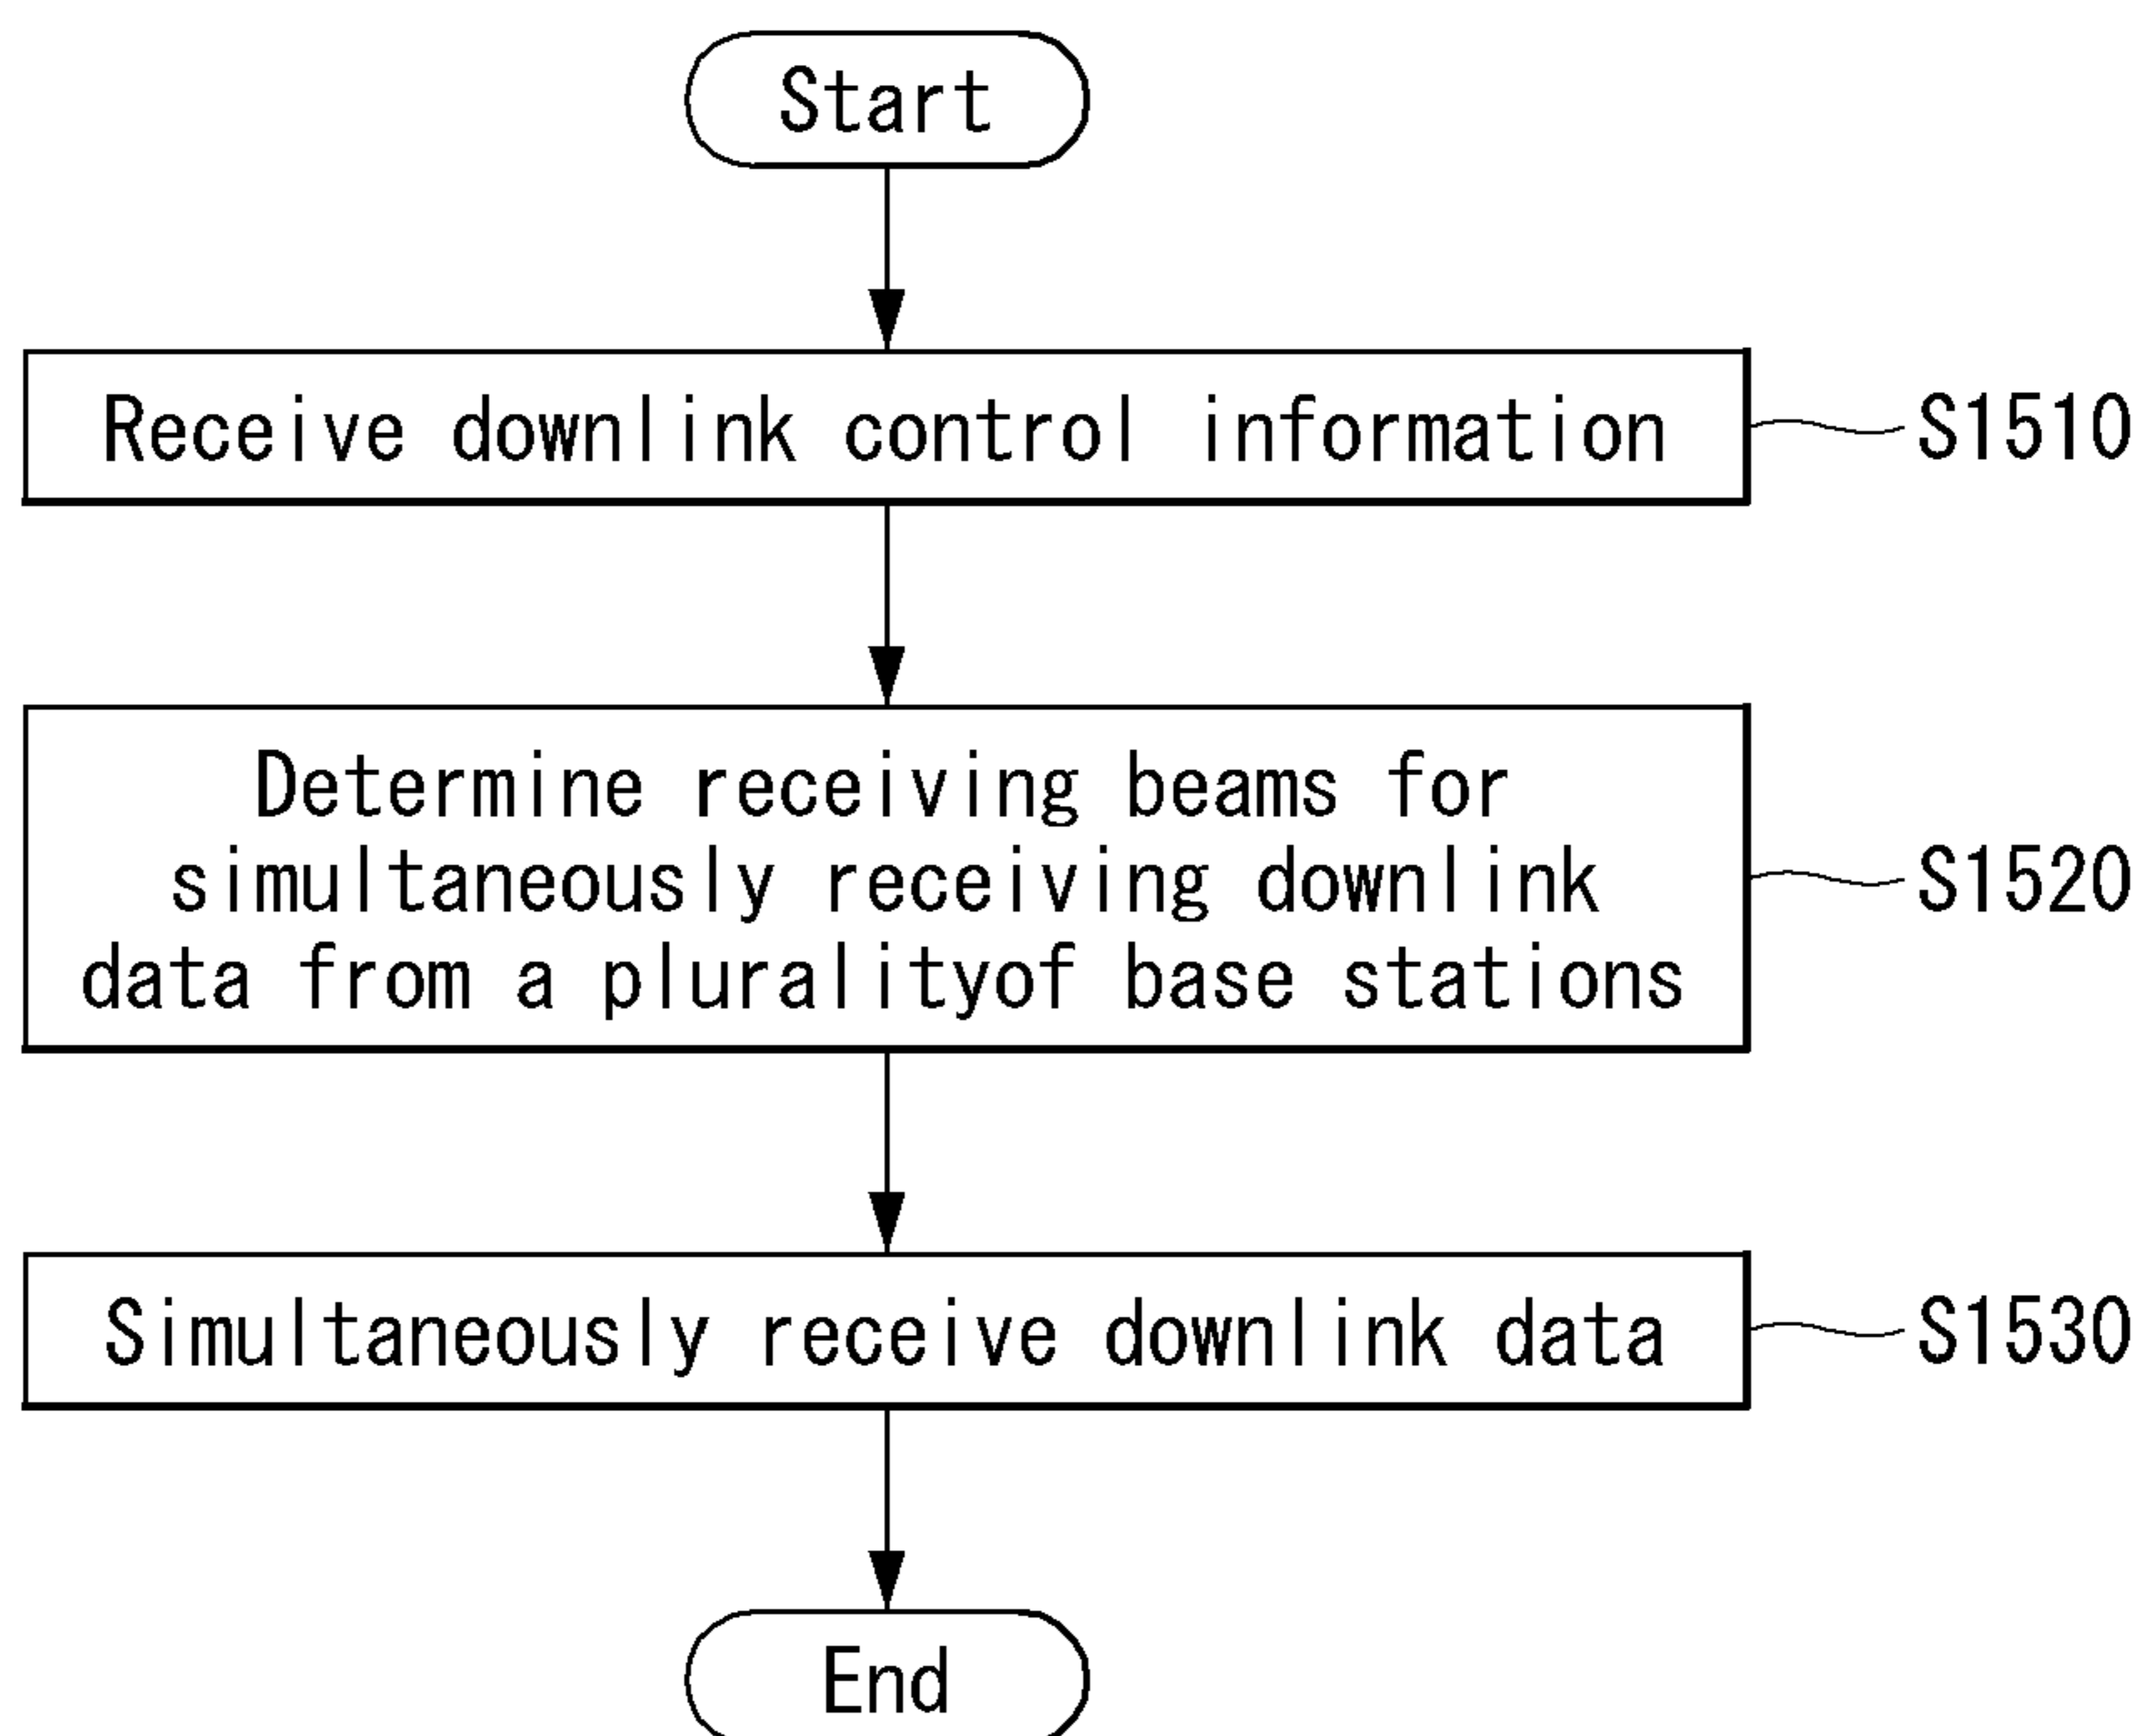 Start
Receive downlink control information
S1510
Determine receiving beams for
simultaneously receiving downlink
data from a pluralityof base stations
S1520
Simultaneously receive downlink data
S1530
End